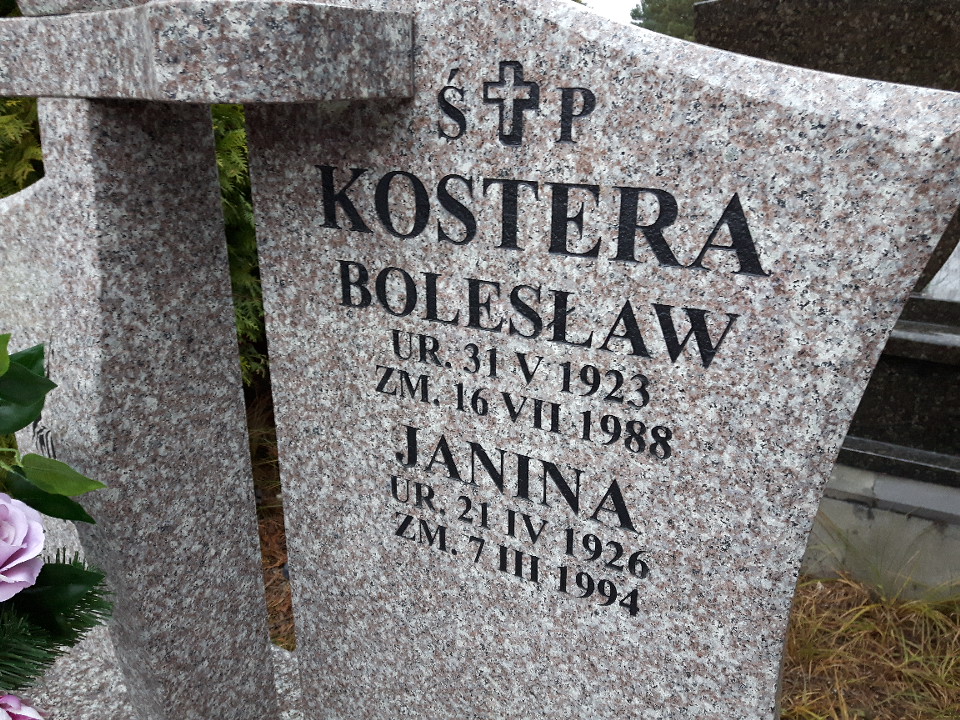 Ś P
KOSTERA
BOLESŁAW
UR. 31 V 1923
ZM. 16 VII 1988
JANINA
UR. 21 IV 1926
ZM. 7 III 1994